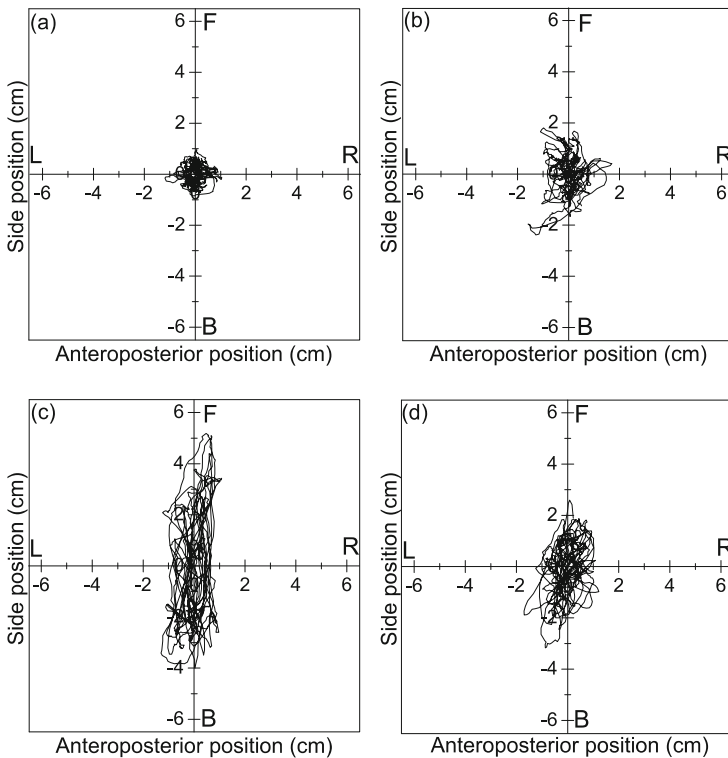 (a)
6
F
4
2
L
R
-6
-4
-2
2
4
6
-2
-4
-6
B
Side position (cm)
Anteroposterior position (cm)
(b)
6
F
4
2
L
R
-6
-4
-2
2
4
6
-2
-4
-6
B
Side position (cm)
Anteroposterior position (cm)
(c)
6
F
4
2
L
R
-6
-4
-2
2
4
6
-2
-4
-6
B
Side position (cm)
Anteroposterior position (cm)
(d)
6
F
4
2
L
R
-6
-4
-2
2
4
6
-2
-4
-6
B
Side position (cm)
Anteroposterior position (cm)